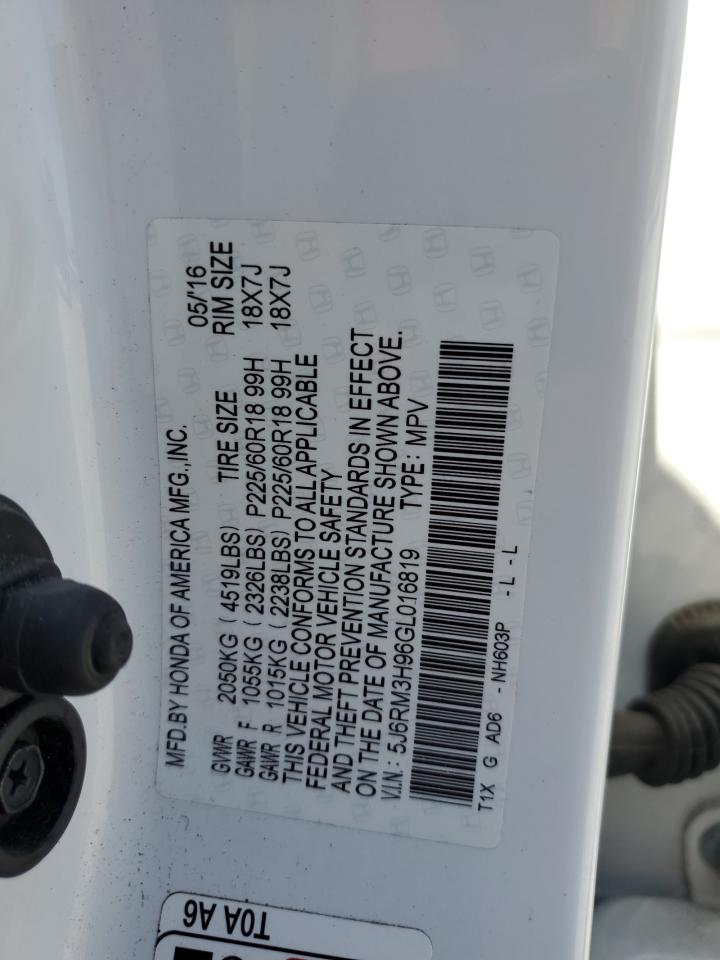 MFD.BY HONDA OF AMERICA MFG.,INC. 05/'16
GVWR 2050KG ( 4519LBS) TIRE SIZE RIM SIZE
GAWR F 1055KG ( 2326LBS) P225/60R18 99H 18X7J
GAWR R 1015KG ( 2238LBS) P225/60R18 99H 18X7J
THIS VEHICLE CONFORMS TO ALL APPLICABLE
FEDERAL MOTOR VEHICLE SAFETY
AND THEFT PREVENTION STANDARDS IN EFFECT
ON THE DATE OF MANUFACTURE SHOWN ABOVE.
V.I.N.: 5J6RM3H96GL016819 TYPE: MPV
T1X G AD6 - NH603P - L - L
T0A A6